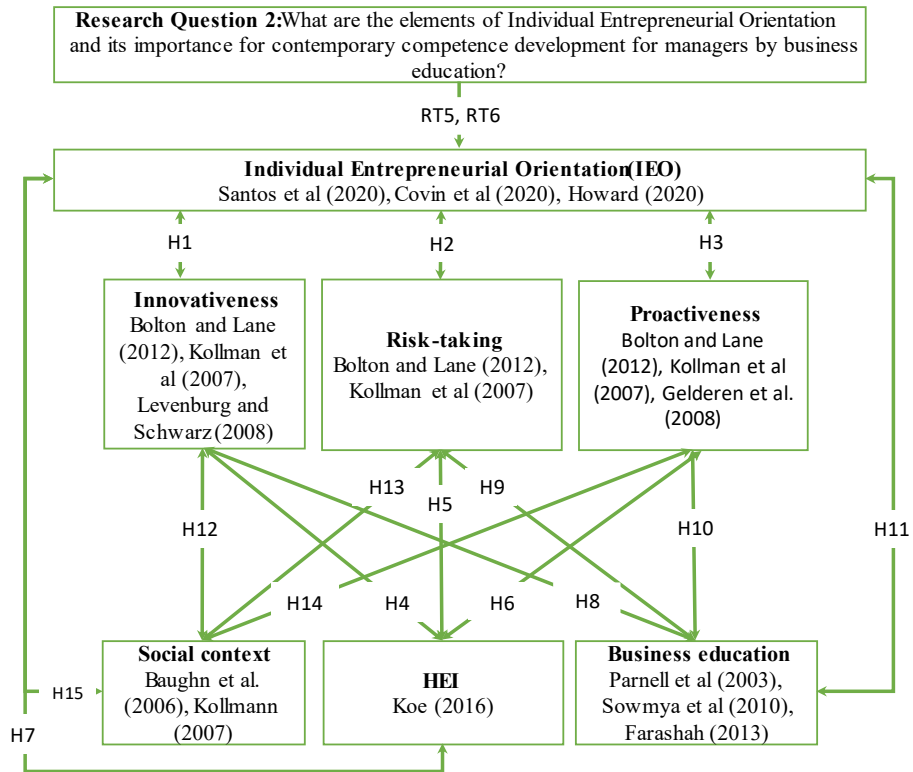 Research Question 2:What are the elements of Individual Entrepreneurial Orientation
and its importance for contemporary competence development for managers by business
education?
RT5, RT6
Individual Entrepreneurial Orientation(IEO)
Santos et al (2020), Covin et al (2020), Howard (2020)
H1
H2
H3
Innovativeness
Bolton and Lane
(2012), Kollman et
al (2007),
Levenburg and
Schwarz (2008)
Risk-taking
Bolton and Lane (2012),
Kollman et al (2007)
Proactiveness
Bolton and Lane
(2012), Kollman et al
(2007), Gelderen et al.
(2008)
H13
H9
H5
H12
H10
H11
H14
H4
H6
H8
Social context
Baughn et al.
(2006), Kollmann
(2007)
HEI
Koe (2016)
Business education
Parnell et al (2003),
Sowmya et al (2010),
Farashah (2013)
H15
H7